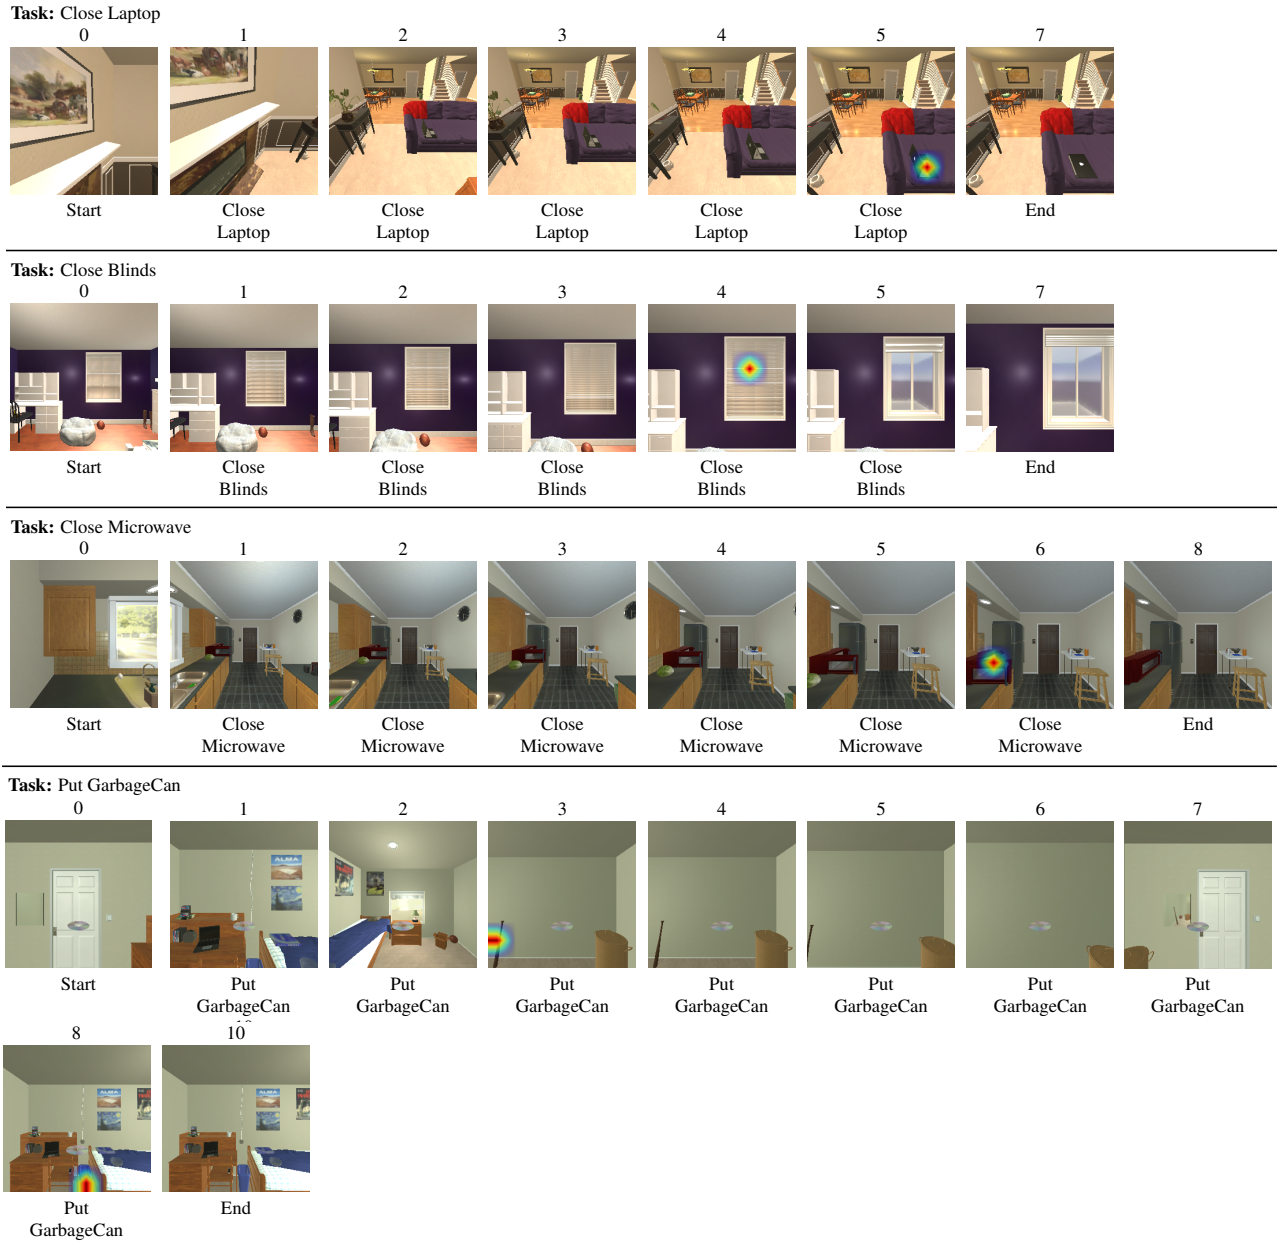 Task: Close Laptop
0 1 2 3 4 5 7
Start Close Close Close Close Close End
Laptop Laptop Laptop Laptop Laptop
Task: Close Blinds
0 1 2 3 4 5 7
Start Close Close Close Close Close End
Blinds Blinds Blinds Blinds Blinds
Task: Close Microwave
0 1 2 3 4 5 6 8
Start Close Close Close Close Close Close End
Microwave Microwave Microwave Microwave Microwave Microwave
Task: Put GarbageCan
0 1 2 3 4 5 6 7
ALMA
Start Put Put Put Put Put Put Put
GarbageCan GarbageCan GarbageCan GarbageCan GarbageCan GarbageCan GarbageCan
8 10
ALMA ALMA
Put End
GarbageCan